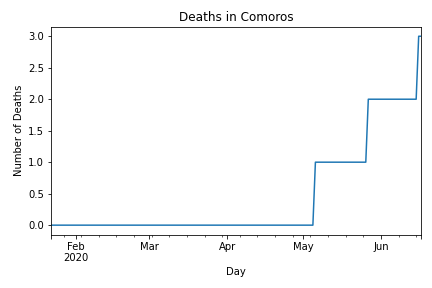 Deaths in Comoros
Number of Deaths
3.0
2.5
2.0
1.5
1.0
0.5
0.0
Feb
2020
Mar
Apr
May
Jun
Day